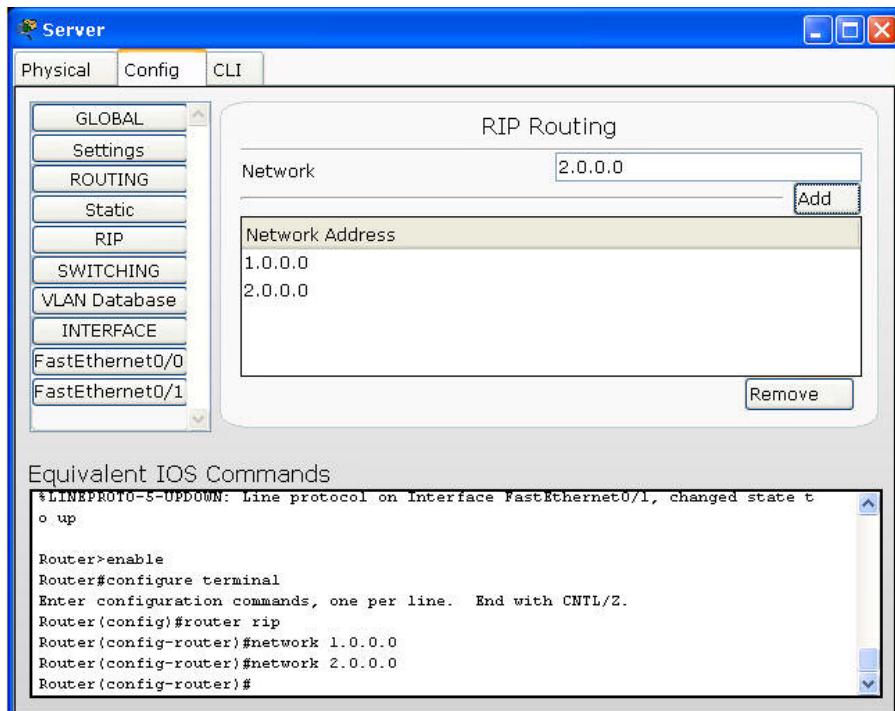 Server
Physical Config CLI
GLOBAL
Settings
ROUTING
Static
RIP
SWITCHING
VLAN Database
INTERFACE
FastEthernet0/0
FastEthernet0/1
RIP Routing
Network 2.0.0.0
Add
Network Address
1.0.0.0
2.0.0.0
Remove
Equivalent IOS Commands
%LINEPROTO-5-UPDOWN: Line protocol on Interface FastEthernet0/1, changed state t
o up
Router>enable
Router#configure terminal
Enter configuration commands, one per line.  End with CNTL/Z.
Router(config)#router rip
Router(config-router)#network 1.0.0.0
Router(config-router)#network 2.0.0.0
Router(config-router)#